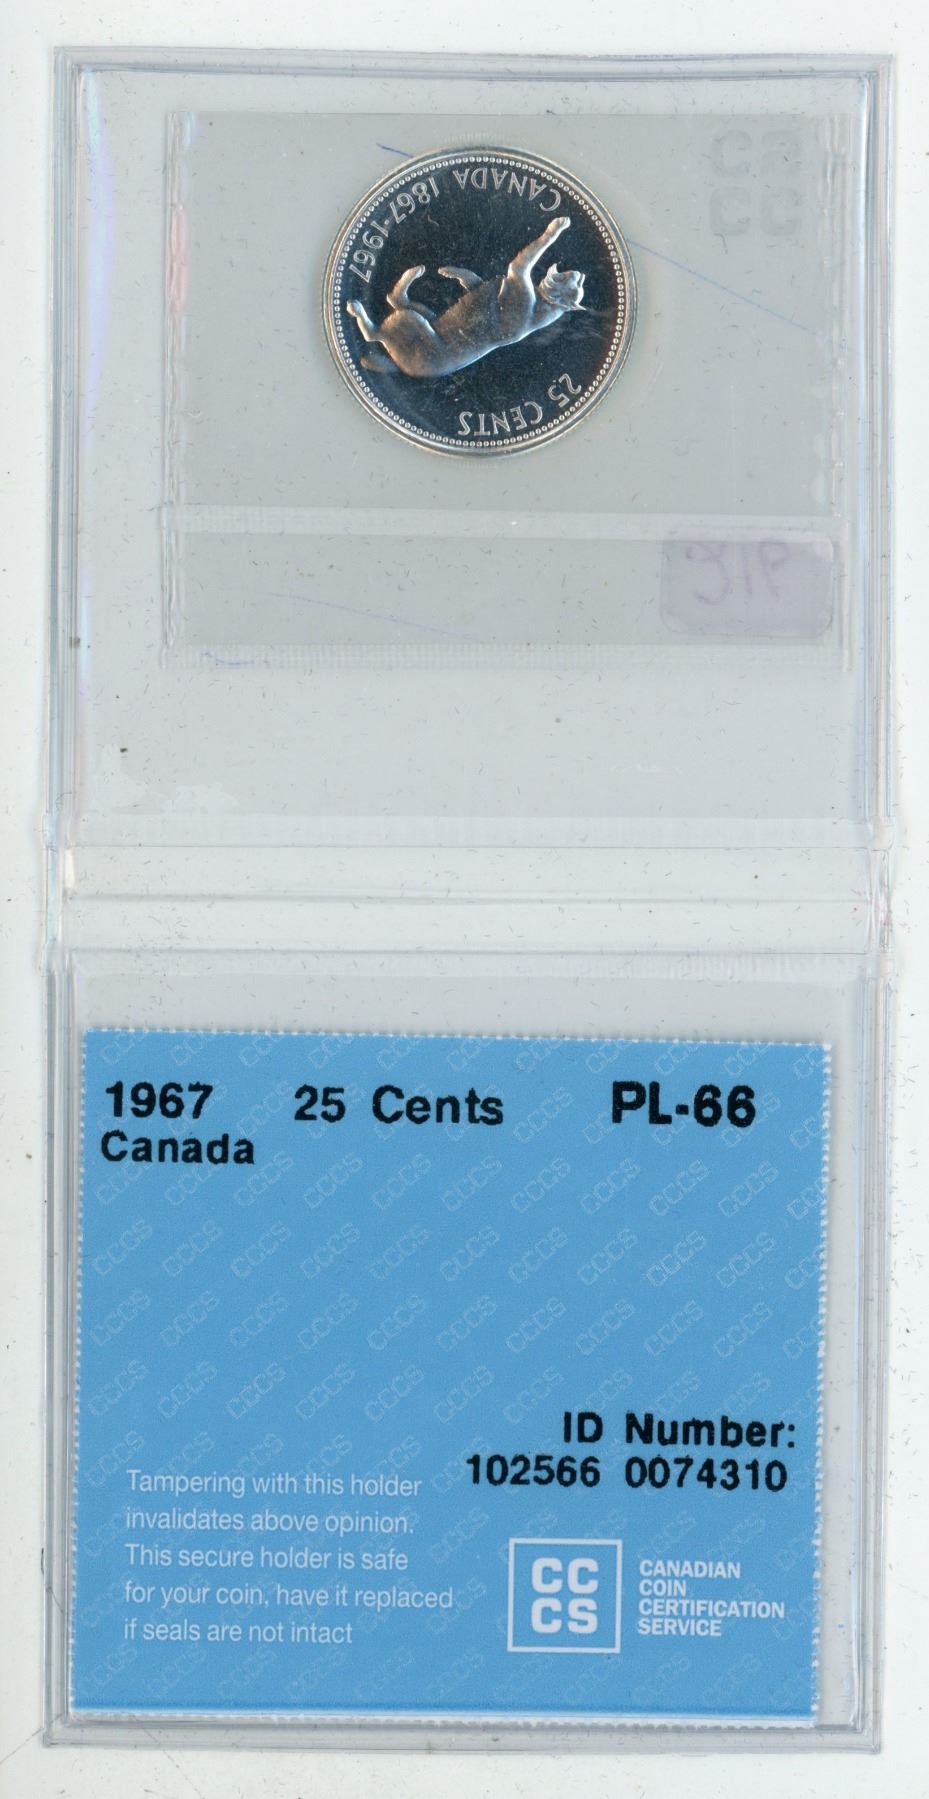 CANADA 1867-1967
25 CENTS
1967 25 Cents PL-66
Canada
ID Number:
102566 0074310
Tampering with this holder
invalidates above opinion.
This secure holder is safe
for your coin, have it replaced
if seals are not intact
CC
CS
CANADIAN
COIN
CERTIFICATION
SERVICE